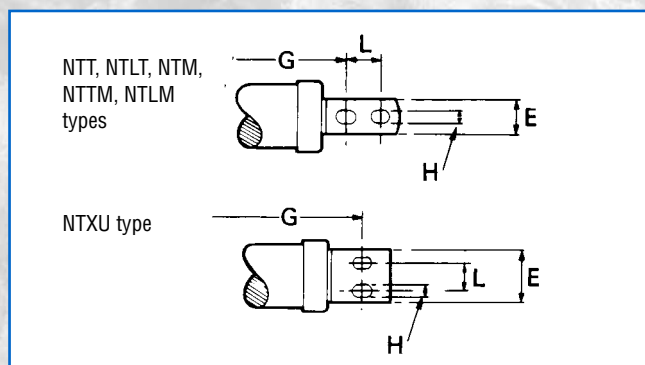 NTT, NTLT, NTM,
NTTM, NTLM
types
G
L
E
H
NTXU type
G
L
E
H